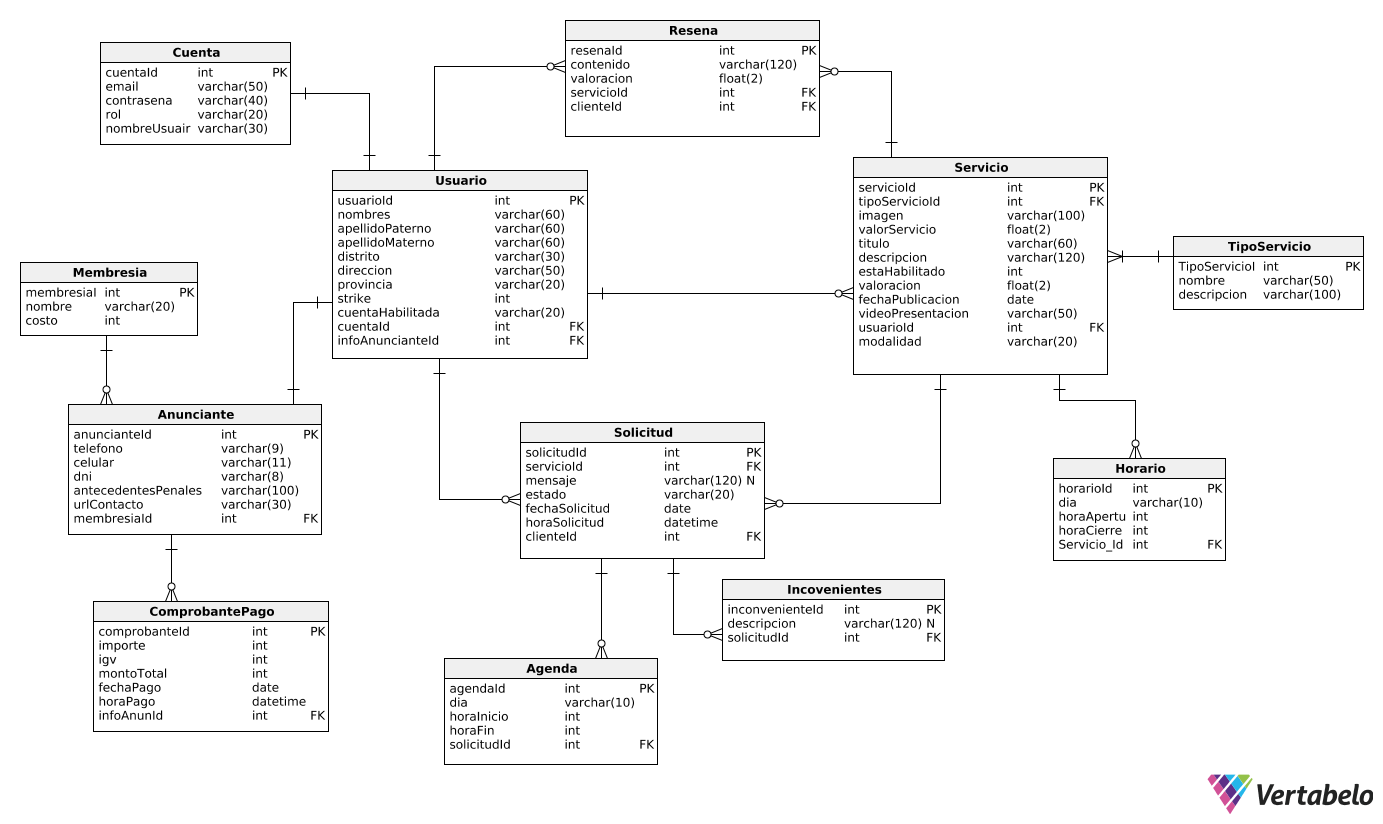 Cuenta
cuentaId int PK
email varchar(50)
contrasena varchar(40)
rol varchar(20)
nombreUsuair varchar(30)
Resena
resenaId int PK
contenido varchar(120)
valoracion float(2)
servicioId int FK
clienteId int FK
Usuario
usuarioId int PK
nombres varchar(60)
apellidoPaterno varchar(60)
apellidoMaterno varchar(60)
distrito varchar(30)
direccion varchar(50)
provincia varchar(20)
strike int
cuentaHabilitada varchar(20)
cuentaId int FK
infoAnuncianteId int FK
Servicio
servicioId int PK
tipoServicioId int FK
imagen varchar(100)
valorServicio float(2)
titulo varchar(60)
descripcion varchar(120)
estaHabilitado int
valoracion float(2)
fechaPublicacion date
videoPresentacion varchar(50)
usuarioId int FK
modalidad varchar(20)
TipoServicio
TipoServicioI int PK
nombre varchar(50)
descripcion varchar(100)
Membresia
membresiaI int PK
nombre varchar(20)
costo int
Anunciante
anuncianteId int PK
telefono varchar(9)
celular varchar(11)
dni varchar(8)
antecedentesPenales varchar(100)
urlContacto varchar(30)
membresiaId int FK
Solicitud
solicitudId int PK
servicioId int FK
mensaje varchar(120) N
estado varchar(20)
fechaSolicitud date
horaSolicitud datetime
clienteId int FK
Horario
horarioId int PK
dia varchar(10)
horaApertu int
horaCierre int
Servicio_Id int FK
ComprobantePago
comprobanteId int PK
importe int
igv int
montoTotal int
fechaPago date
horaPago datetime
infoAnunId int FK
Incovenientes
inconvenienteId int PK
descripcion varchar(120) N
solicitudId int FK
Agenda
agendaId int PK
dia varchar(10)
horaInicio int
horaFin int
solicitudId int FK
Vertabelo